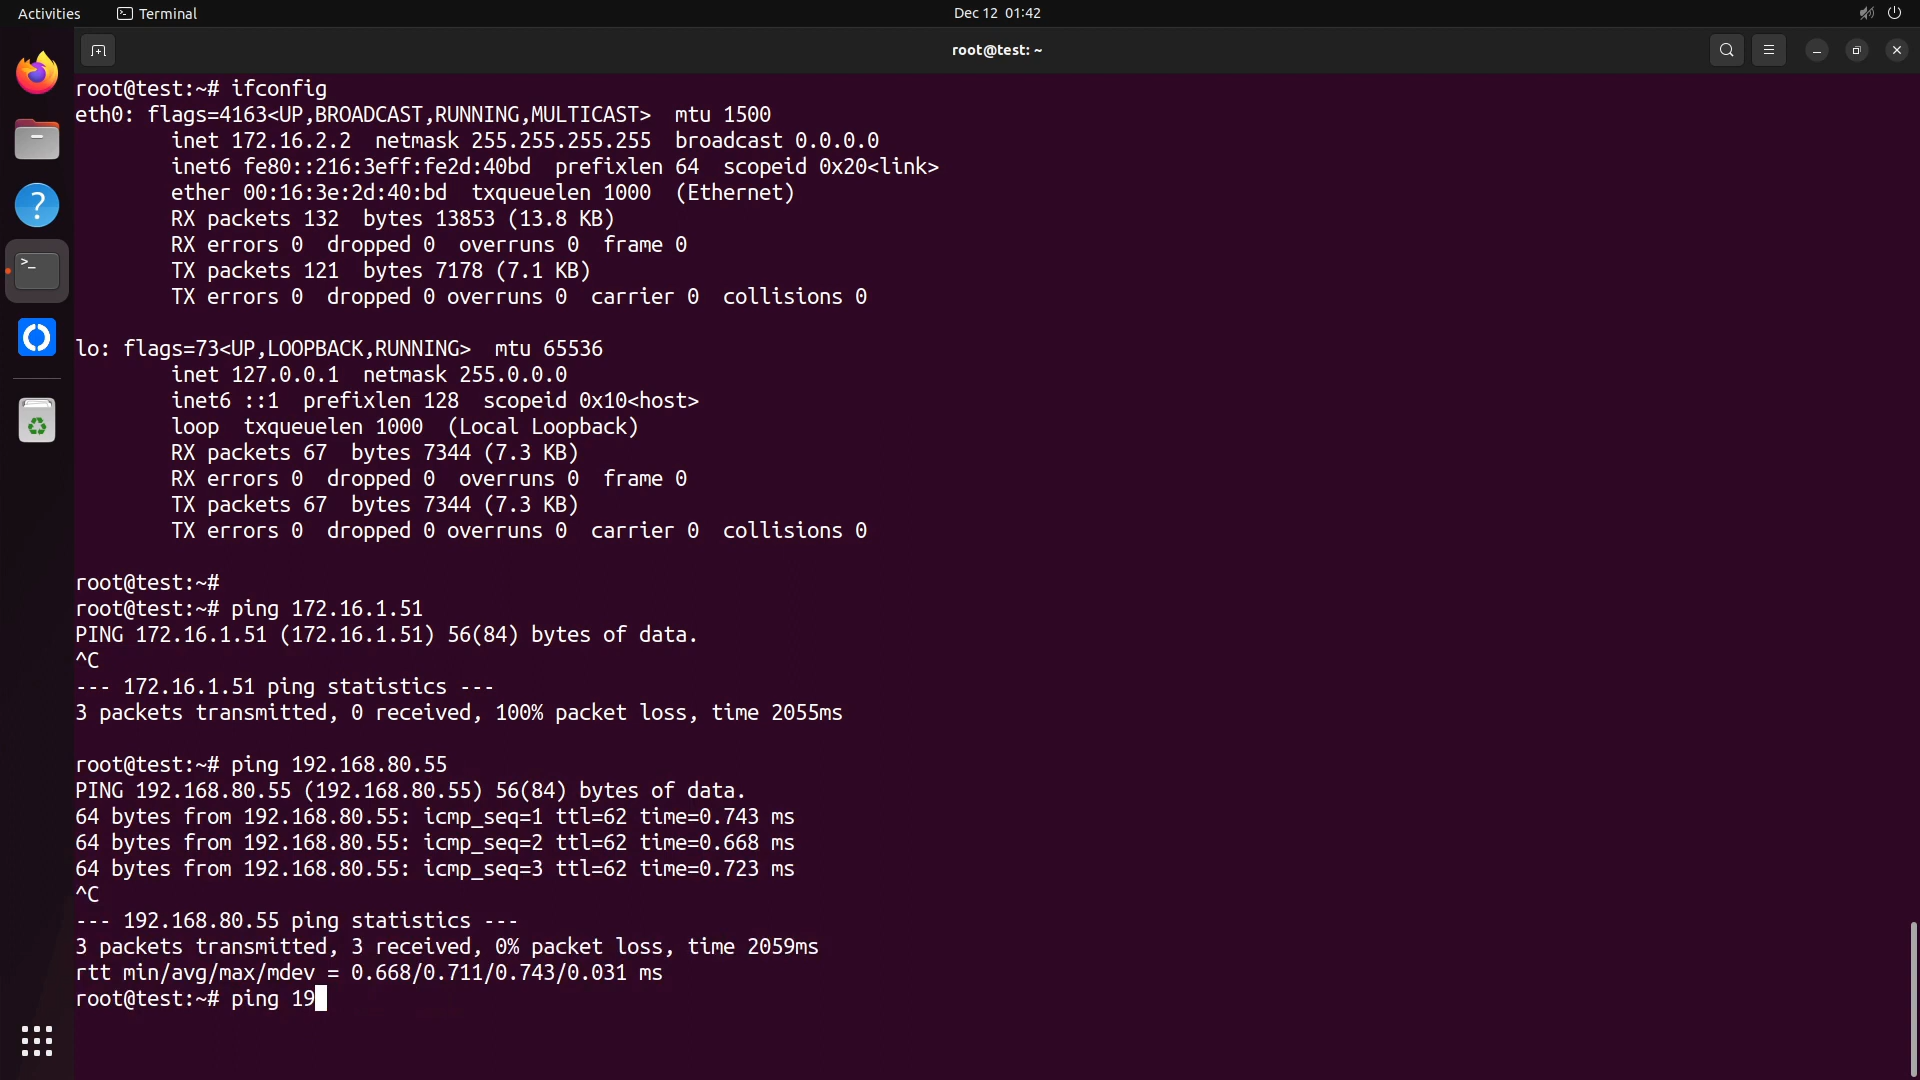 Activities Terminal Dec 12 01:42
root@test: ~
root@test:~# ifconfig
eth0: flags=4163<UP,BROADCAST,RUNNING,MULTICAST>  mtu 1500
        inet 172.16.2.2  netmask 255.255.255.255  broadcast 0.0.0.0
        inet6 fe80::216:3eff:fe2d:40bd  prefixlen 64  scopeid 0x20<link>
        ether 00:16:3e:2d:40:bd  txqueuelen 1000  (Ethernet)
        RX packets 132  bytes 13853 (13.8 KB)
        RX errors 0  dropped 0  overruns 0  frame 0
        TX packets 121  bytes 7178 (7.1 KB)
        TX errors 0  dropped 0 overruns 0  carrier 0  collisions 0

lo: flags=73<UP,LOOPBACK,RUNNING>  mtu 65536
        inet 127.0.0.1  netmask 255.0.0.0
        inet6 ::1  prefixlen 128  scopeid 0x10<host>
        loop  txqueuelen 1000  (Local Loopback)
        RX packets 67  bytes 7344 (7.3 KB)
        RX errors 0  dropped 0  overruns 0  frame 0
        TX packets 67  bytes 7344 (7.3 KB)
        TX errors 0  dropped 0 overruns 0  carrier 0  collisions 0

root@test:~#
root@test:~# ping 172.16.1.51
PING 172.16.1.51 (172.16.1.51) 56(84) bytes of data.
^C
--- 172.16.1.51 ping statistics ---
3 packets transmitted, 0 received, 100% packet loss, time 2055ms

root@test:~# ping 192.168.80.55
PING 192.168.80.55 (192.168.80.55) 56(84) bytes of data.
64 bytes from 192.168.80.55: icmp_seq=1 ttl=62 time=0.743 ms
64 bytes from 192.168.80.55: icmp_seq=2 ttl=62 time=0.668 ms
64 bytes from 192.168.80.55: icmp_seq=3 ttl=62 time=0.723 ms
^C
--- 192.168.80.55 ping statistics ---
3 packets transmitted, 3 received, 0% packet loss, time 2059ms
rtt min/avg/max/mdev = 0.668/0.711/0.743/0.031 ms
root@test:~# ping 19